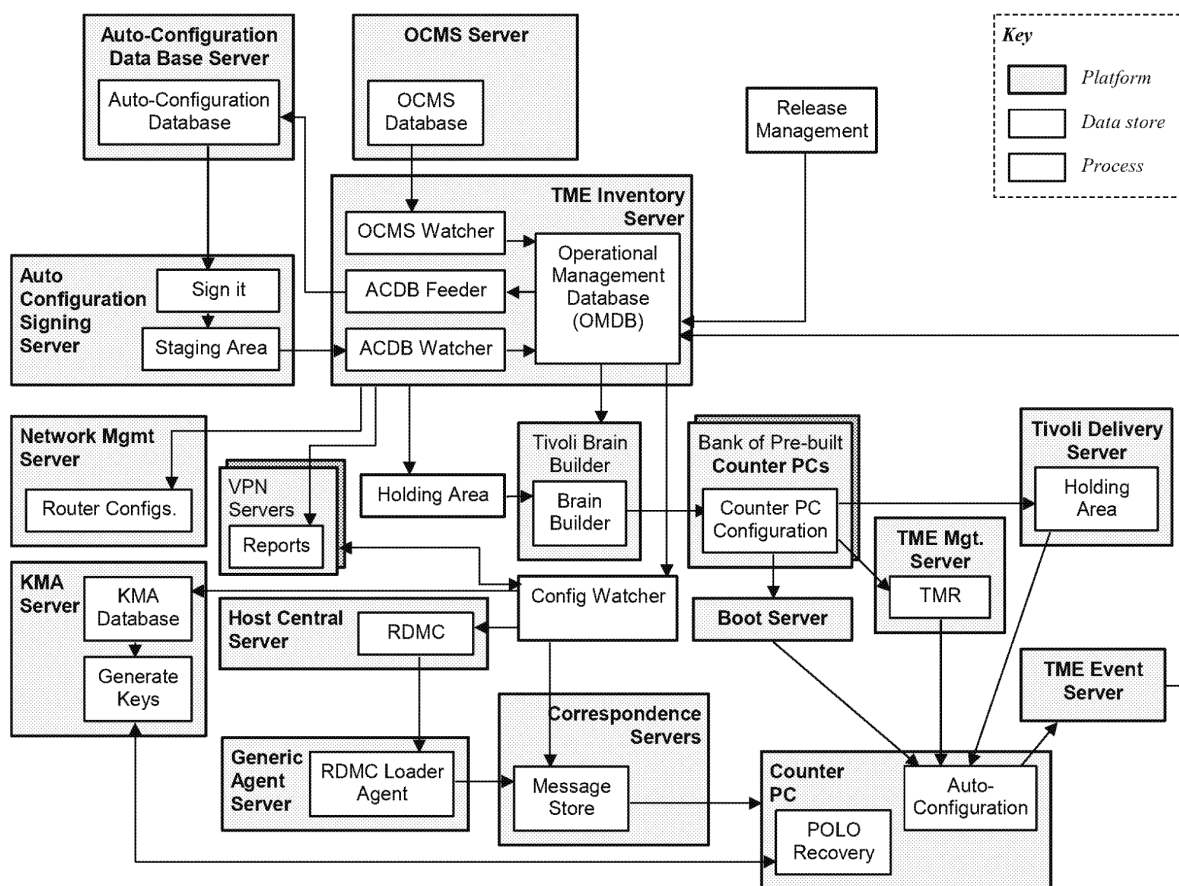 Auto-Configuration
Data Base Server
Auto-Configuration
Database
OCMS Server
OCMS
Database
Release
Management
Key
Platform
Data store
Process
TME Inventory
Server
OCMS Watcher
ACDB Feeder
ACDB Watcher
Operational
Management
Database
(OMDB)
Auto
Configuration
Signing
Server
Sign it
Staging Area
Network Mgmt
Server
Router Configs.
VPN
Servers
Reports
Holding Area
Tivoli Brain
Builder
Brain
Builder
Bank of Pre-built
Counter PCs
Counter PC
Configuration
Tivoli Delivery
Server
Holding
Area
TME Mgt.
Server
TMR
KMA
Server
KMA
Database
Generate
Keys
Host Central
Server
RDMC
Config Watcher
Boot Server
TME Event
Server
Generic
Agent
Server
RDMC Loader
Agent
Correspondence
Servers
Message
Store
Counter
PC
Auto-
Configuration
POLO
Recovery